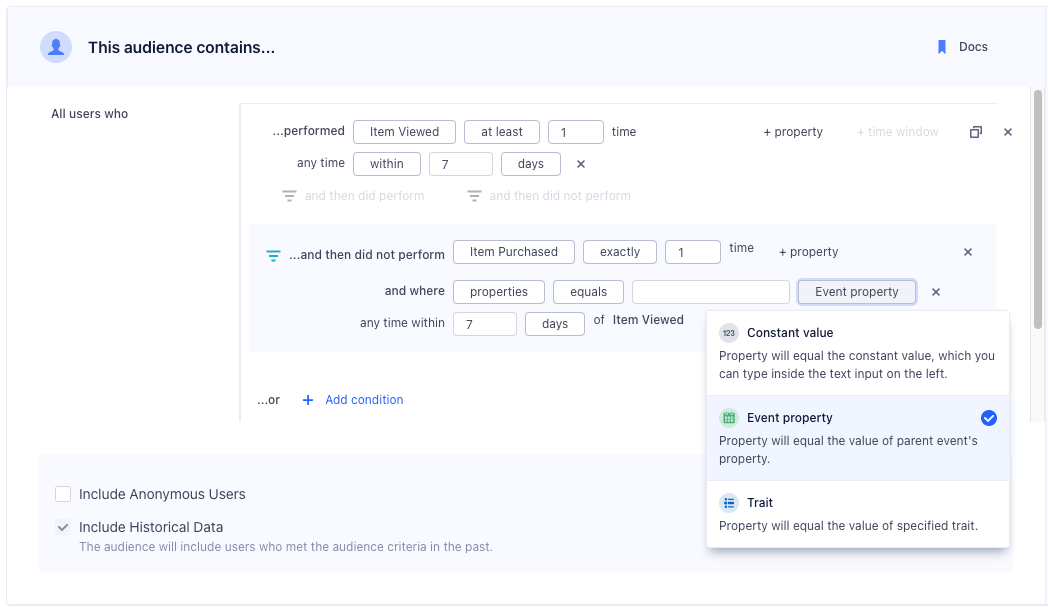 This audience contains...
Docs
All users who
...performed Item Viewed at least 1 time + property + time window
any time within 7 days
and then did perform and then did not perform
...and then did not perform Item Purchased exactly 1 time + property
and where properties equals Event property
any time within 7 days of Item Viewed
123 Constant value
Property will equal the constant value, which you
can type inside the text input on the left.
Event property
Property will equal the value of parent event's
property.
Trait
Property will equal the value of specified trait.
...or + Add condition
Include Anonymous Users
Include Historical Data
The audience will include users who met the audience criteria in the past.